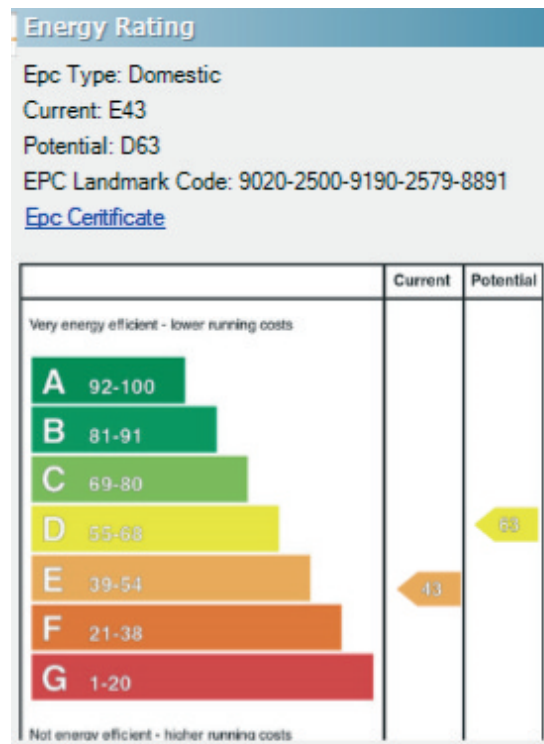 Energy Rating
Epc Type: Domestic
Current: E43
Potential: D63
EPC Landmark Code: 9020-2500-9190-2579-8891
Epc Ceritificate
Current Potential
Very energy efficient - lower running costs
A 92-100
B 81-91
C 69-80
D 55-68 63
E 39-54 43
F 21-38
G 1-20
Not energy efficient - higher running costs